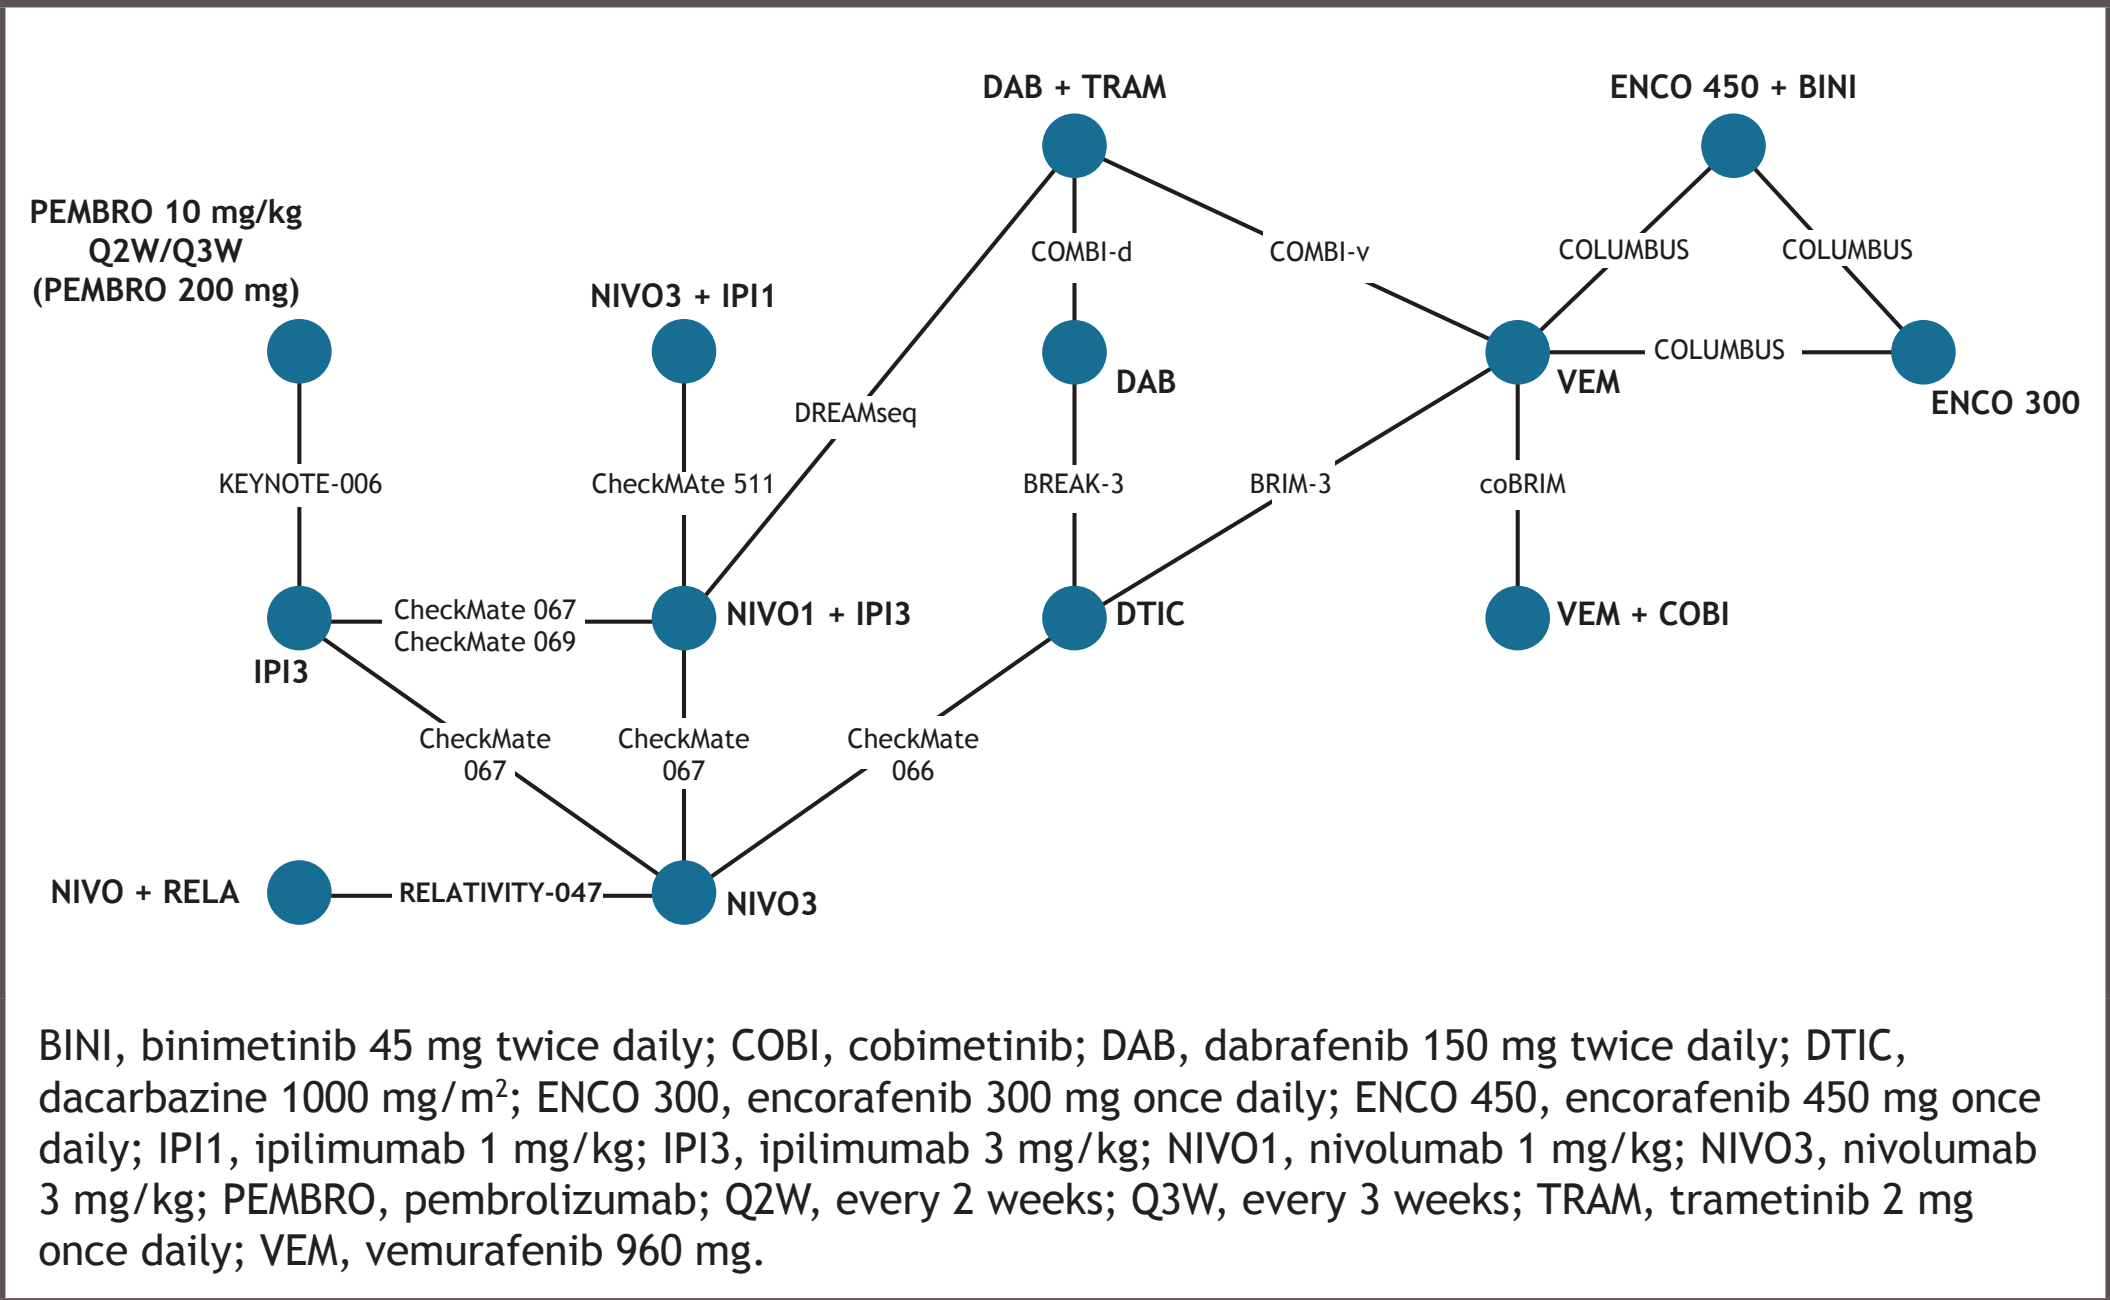 DAB + TRAM
ENCO 450 + BINI
PEMBRO 10 mg/kg
Q2W/Q3W
(PEMBRO 200 mg)
COMBI-d
COMBI-v
COLUMBUS
COLUMBUS
NIVO3 + IPI1
COLUMBUS
DAB
VEM
ENCO 300
DREAMseq
KEYNOTE-006
CheckMAte 511
BREAK-3
BRIM-3
coBRIM
CheckMate 067
CheckMate 069
NIVO1 + IPI3
DTIC
VEM + COBI
IPI3
CheckMate
067
CheckMate
067
CheckMate
066
NIVO + RELA
RELATIVITY-047
NIVO3
BINI, binimetinib 45 mg twice daily; COBI, cobimetinib; DAB, dabrafenib 150 mg twice daily; DTIC,
dacarbazine 1000 mg/m²; ENCO 300, encorafenib 300 mg once daily; ENCO 450, encorafenib 450 mg once
daily; IPI1, ipilimumab 1 mg/kg; IPI3, ipilimumab 3 mg/kg; NIVO1, nivolumab 1 mg/kg; NIVO3, nivolumab
3 mg/kg; PEMBRO, pembrolizumab; Q2W, every 2 weeks; Q3W, every 3 weeks; TRAM, trametinib 2 mg
once daily; VEM, vemurafenib 960 mg.